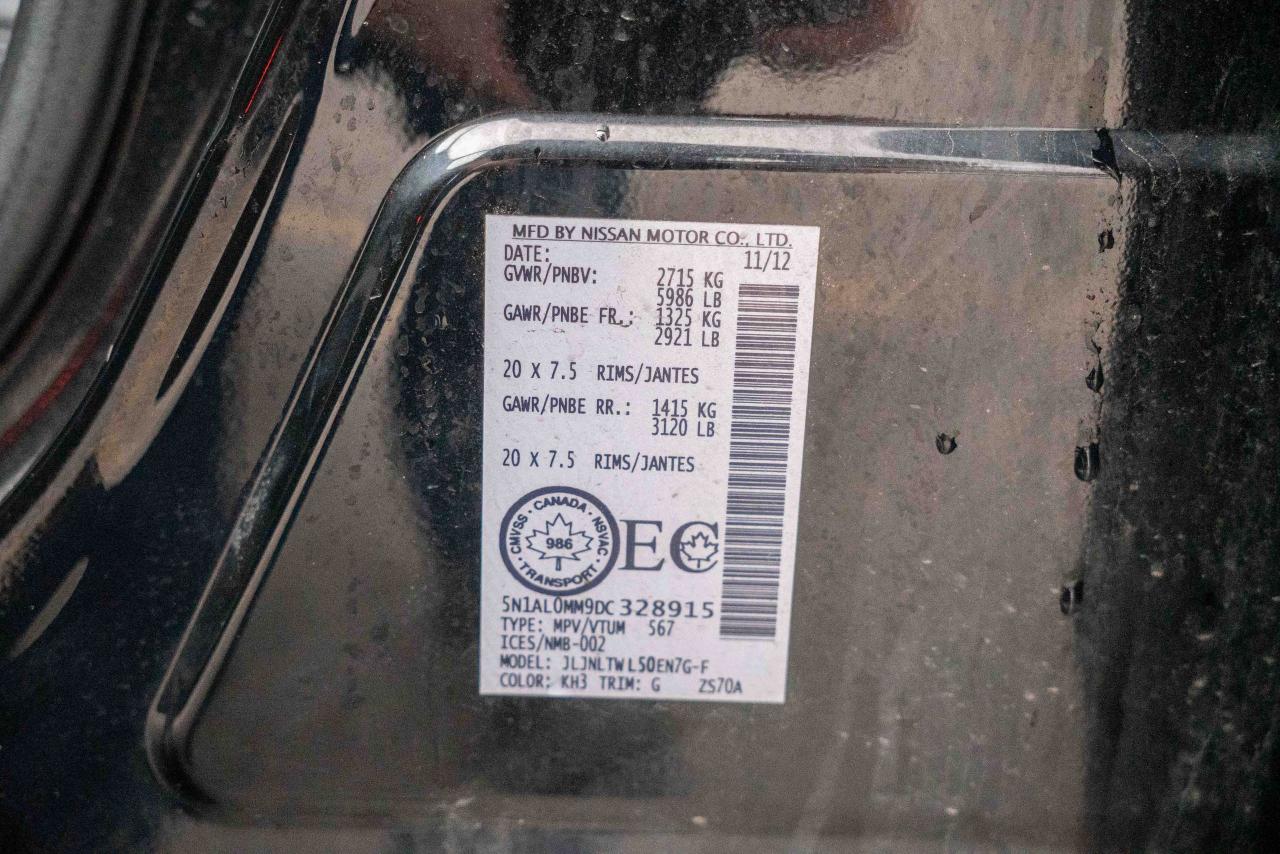 MFD BY NISSAN MOTOR CO., LTD.
DATE: 11/12
GVWR/PNBV: 2715 KG
5986 LB
GAWR/PNBE FR.: 1325 KG
2921 LB
20 X 7.5 RIMS/JANTES
GAWR/PNBE RR.: 1415 KG
3120 LB
20 X 7.5 RIMS/JANTES
CMVSS · CANADA · NSVAC · TRANSPORT ·
986
EC
5N1AL0MM9DC328915
TYPE: MPV/VTUM 567
ICES/NMB-002
MODEL: JLJNLTWL50EN7G-F
COLOR: KH3 TRIM: G ZS70A